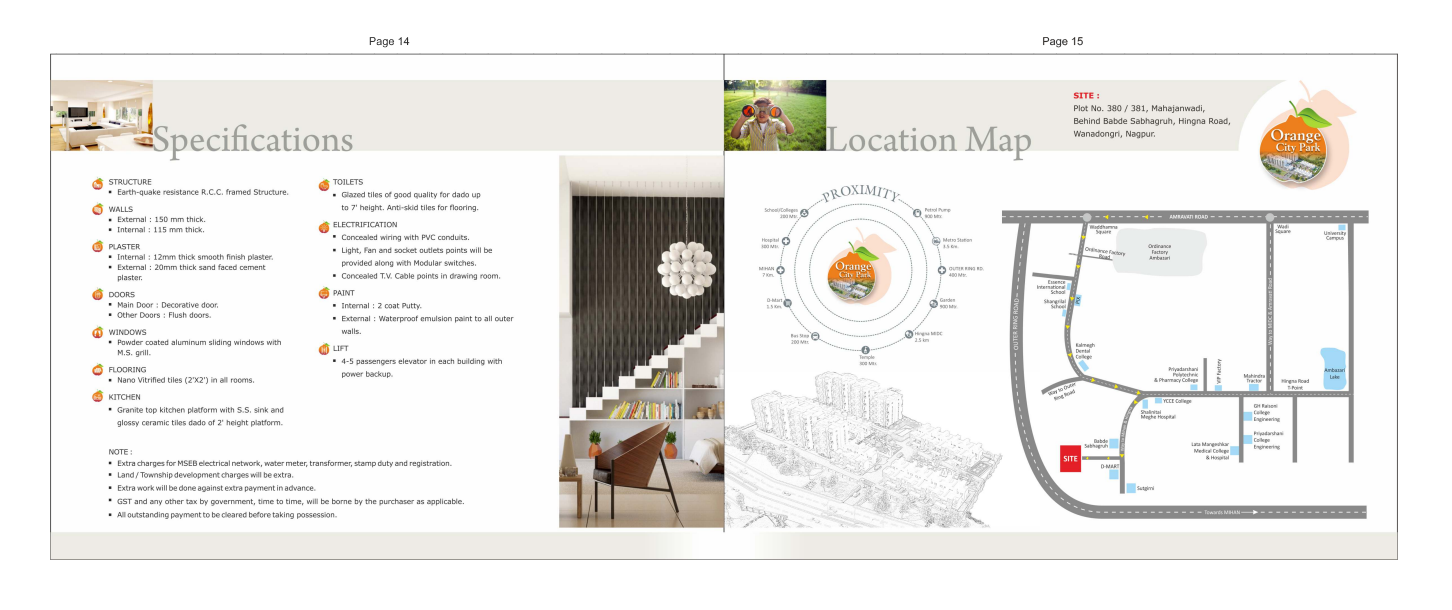 Page 14
Page 15
Specifications
STRUCTURE
▪ Earth-quake resistance R.C.C. framed Structure.
WALLS
▪ External : 150 mm thick.
▪ Internal : 115 mm thick.
PLASTER
▪ Internal : 12mm thick smooth finish plaster.
▪ External : 20mm thick sand faced cement
plaster.
DOORS
▪ Main Door : Decorative door.
▪ Other Doors : Flush doors.
WINDOWS
▪ Powder coated aluminum sliding windows with
M.S. grill.
FLOORING
▪ Nano Vitrified tiles (2'X2') in all rooms.
KITCHEN
▪ Granite top kitchen platform with S.S. sink and
glossy ceramic tiles dado of 2' height platform.
TOILETS
▪ Glazed tiles of good quality for dado up
to 7' height. Anti-skid tiles for flooring.
ELECTRIFICATION
▪ Concealed wiring with PVC conduits.
▪ Light, Fan and socket outlets points will be
provided along with Modular switches.
▪ Concealed T.V. Cable points in drawing room.
PAINT
▪ Internal : 2 coat Putty.
▪ External : Waterproof emulsion paint to all outer
walls.
LIFT
▪ 4-5 passengers elevator in each building with
power backup.
NOTE :
▪ Extra charges for MSEB electrical network, water meter, transformer, stamp duty and registration.
▪ Land / Township development charges will be extra.
▪ Extra work will be done against extra payment in advance.
▪ GST and any other tax by government, time to time, will be borne by the purchaser as applicable.
▪ All outstanding payment to be cleared before taking possession.
Location Map
SITE :
Plot No. 380 / 381, Mahajanwadi,
Behind Babde Sabhagruh, Hingna Road,
Wanadongri, Nagpur.
Orange
City Park
PROXIMITY
School/Collages
200 Mtr.
Petrol Pump
900 Mtr.
Hospital
300 Mtr.
Metro Station
3.5 Km.
MIHAN
7 Km.
OUTER RING RD.
400 Mtr.
D-Mart
1.5 Km.
Garden
900 Mtr.
Bus Stop
200 Mtr.
Hingna MIDC
2.5 km
Temple
300 Mtr.
Orange
City Park
AMRAVATI ROAD
Waddhamna
Square
Wadi
Square
University
Campus
Ordinance Factory
Road
Ordinance
Factory
Ambazari
Essence
International
School
Shangrilal
School
OUTER RING ROAD
Way to MIDC & Amravati Road
Kalmegh
Dental
College
Priyadarshani
Polotechnic
& Pharmacy College
VIP Factory
Mahindra
Tractor
Hingna Road
T-Point
Ambazari
Lake
Way to Outer
Ring Road
YCCE College
Shalinitai
Meghe Hospital
GH Raisoni
College
Engineering
Priyadarshani
College
Engineering
Babde
Sabhagruh
Lata Mangeshkar
Medical College
& Hospital
SITE
D-MART
Sutgirni
Towards MIHAN